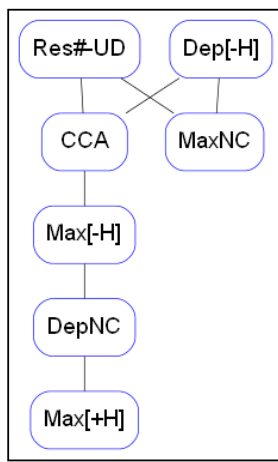 Res#-UD Dep[-H]
CCA MaxNC
Max[-H]
DepNC
Max[+H]